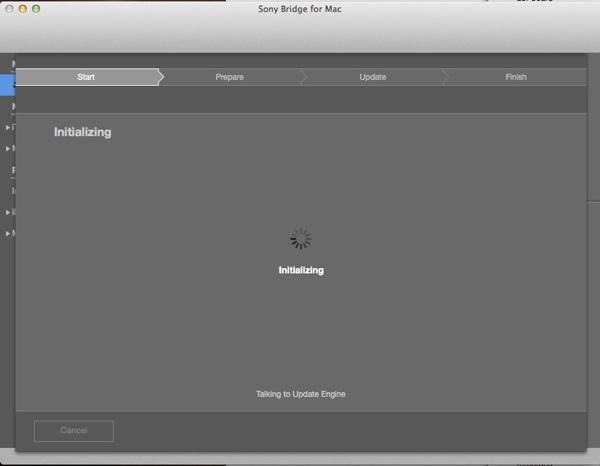 Sony Bridge for Mac
Start
Prepare
Update
Finish
Initializing
Initializing
Talking to Update Engine
Cancel